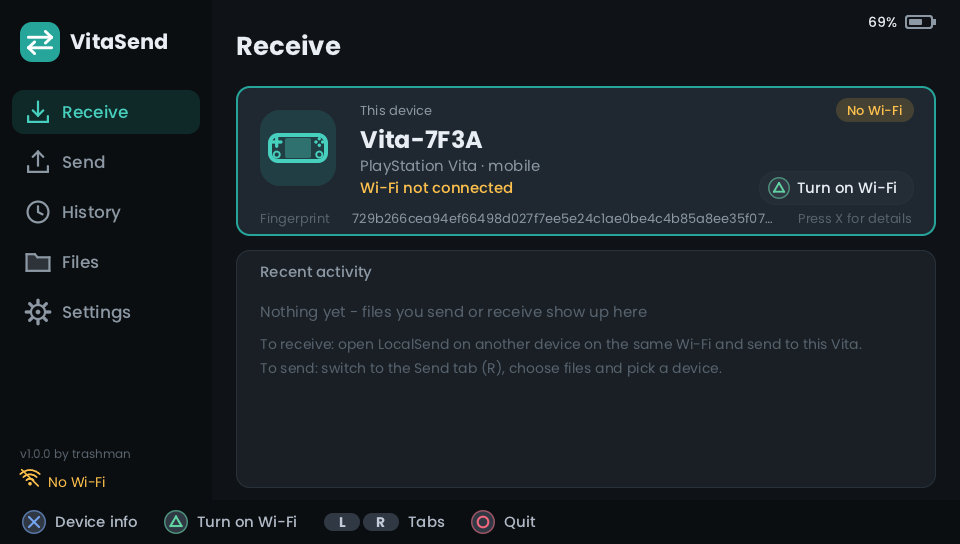 VitaSend
69%
Receive
Receive
Send
History
Files
Settings
This device
No Wi-Fi
Vita-7F3A
PlayStation Vita · mobile
Wi-Fi not connected
Turn on Wi-Fi
Fingerprint 729b266cea94ef66498d027f7ee5e24c1ae0be4c4b85a8ee35f07... Press X for details
Recent activity
Nothing yet - files you send or receive show up here
To receive: open LocalSend on another device on the same Wi-Fi and send to this Vita.
To send: switch to the Send tab (R), choose files and pick a device.
v1.0.0 by trashman
No Wi-Fi
Device info Turn on Wi-Fi L R Tabs Quit